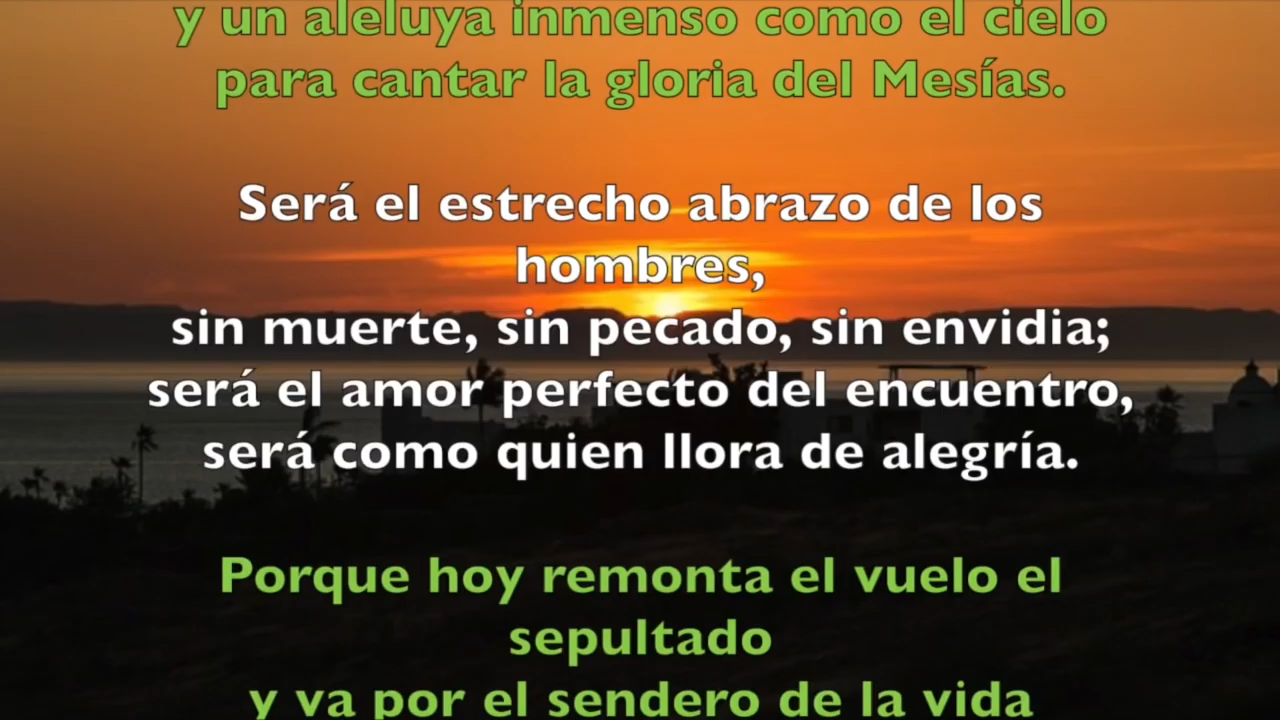 y un aleluya inmenso como el cielo
para cantar la gloria del Mesías.
Será el estrecho abrazo de los
hombres,
sin muerte, sin pecado, sin envidia;
será el amor perfecto del encuentro,
será como quien llora de alegría.
Porque hoy remonta el vuelo el
sepultado
y va por el sendero de la vida